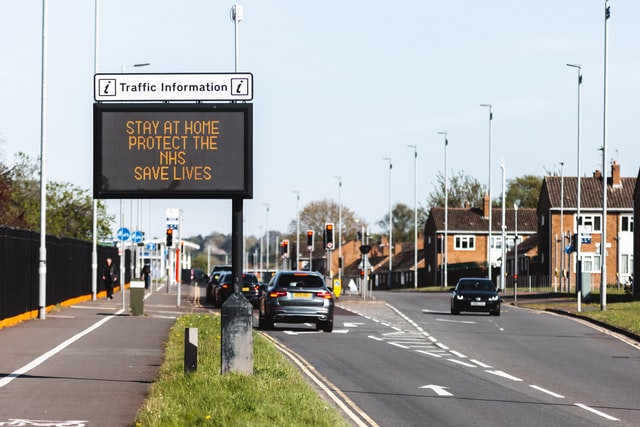 i Traffic Information i
STAY AT HOME
PROTECT THE
NHS
SAVE LIVES